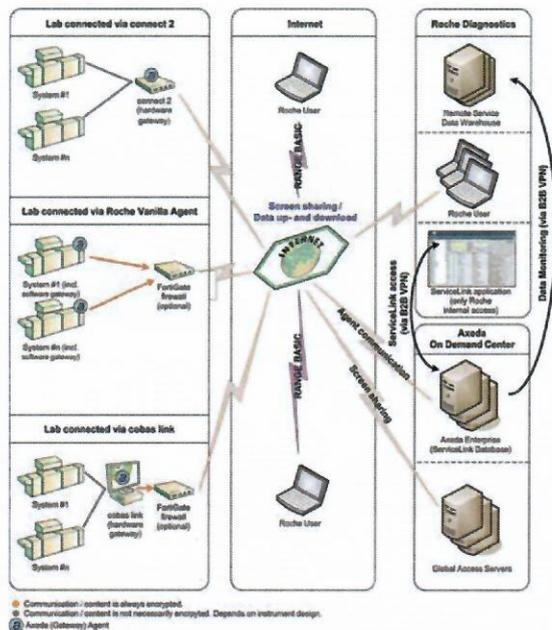 Lab connected via connect 2
System #1
connect 2
(hardware
gateway)
System #n
Lab connected via Roche Vanilla Agent
System #1 (incl.
software gateway)
FortiGate
firewall
(optional)
System #n (incl.
software gateway)
Lab connected via cobas link
System #1
cobas link
(hardware
gateway)
FortiGate
firewall
(optional)
System #n
Internet
Roche User
RANGE BASIC
Screen sharing /
Data up- and download
INTERNET
RANGE BASIC
Roche User
Agent communication
Screen sharing
Roche Diagnostics
Remote Service
Data Warehouse
Roche User
ServiceLink application
(only Roche
internal access)
ServiceLink access
(via B2B VPN)
Data Monitoring (via B2B VPN)
Axeda
On Demand Center
Axeda Enterprise
(ServiceLink Database)
Global Access Servers
Communication / content is always encrypted.
Communication / content is not necessarily encrypted. Depends on instrument design.
@ Axeda (Gateway) Agent